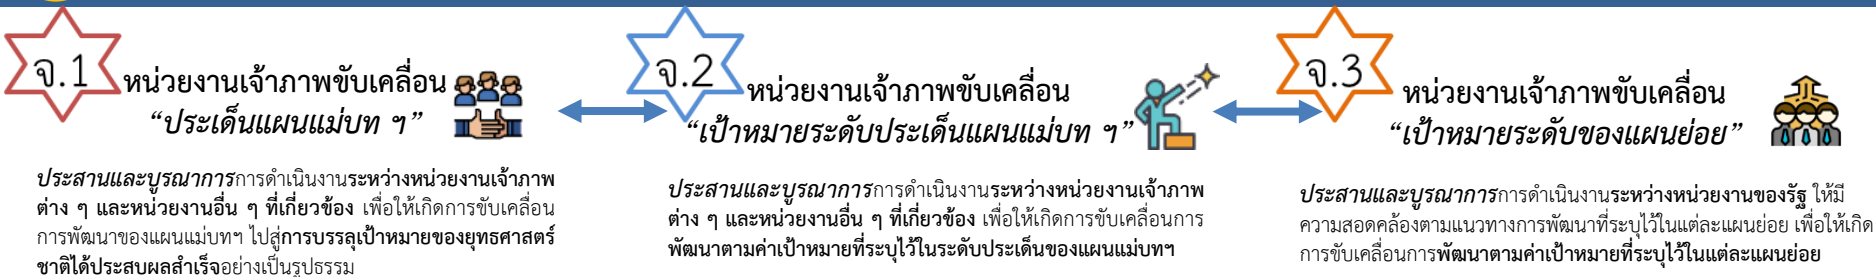 จ.1
หน่วยงานเจ้าภาพขับเคลื่อน
“ประเด็นแผนแม่บท ฯ”
ประสานและบูรณาการการดำเนินงานระหว่างหน่วยงานเจ้าภาพ
ต่าง ๆ และหน่วยงานอื่น ๆ ที่เกี่ยวข้อง เพื่อให้เกิดการขับเคลื่อน
การพัฒนาของแผนแม่บทฯ ไปสู่การบรรลุเป้าหมายของยุทธศาสตร์
ชาติได้ประสบผลสำเร็จอย่างเป็นรูปธรรม
จ.2
หน่วยงานเจ้าภาพขับเคลื่อน
“เป้าหมายระดับประเด็นแผนแม่บท ฯ”
ประสานและบูรณาการการดำเนินงานระหว่างหน่วยงานเจ้าภาพ
ต่าง ๆ และหน่วยงานอื่น ๆ ที่เกี่ยวข้อง เพื่อให้เกิดการขับเคลื่อนการ
พัฒนาตามค่าเป้าหมายที่ระบุไว้ในระดับประเด็นของแผนแม่บทฯ
จ.3
หน่วยงานเจ้าภาพขับเคลื่อน
“เป้าหมายระดับของแผนย่อย”
ประสานและบูรณาการการดำเนินงานระหว่างหน่วยงานของรัฐ ให้มี
ความสอดคล้องตามแนวทางการพัฒนาที่ระบุไว้ในแต่ละแผนย่อย เพื่อให้เกิด
การขับเคลื่อนการพัฒนาตามค่าเป้าหมายที่ระบุไว้ในแต่ละแผนย่อย